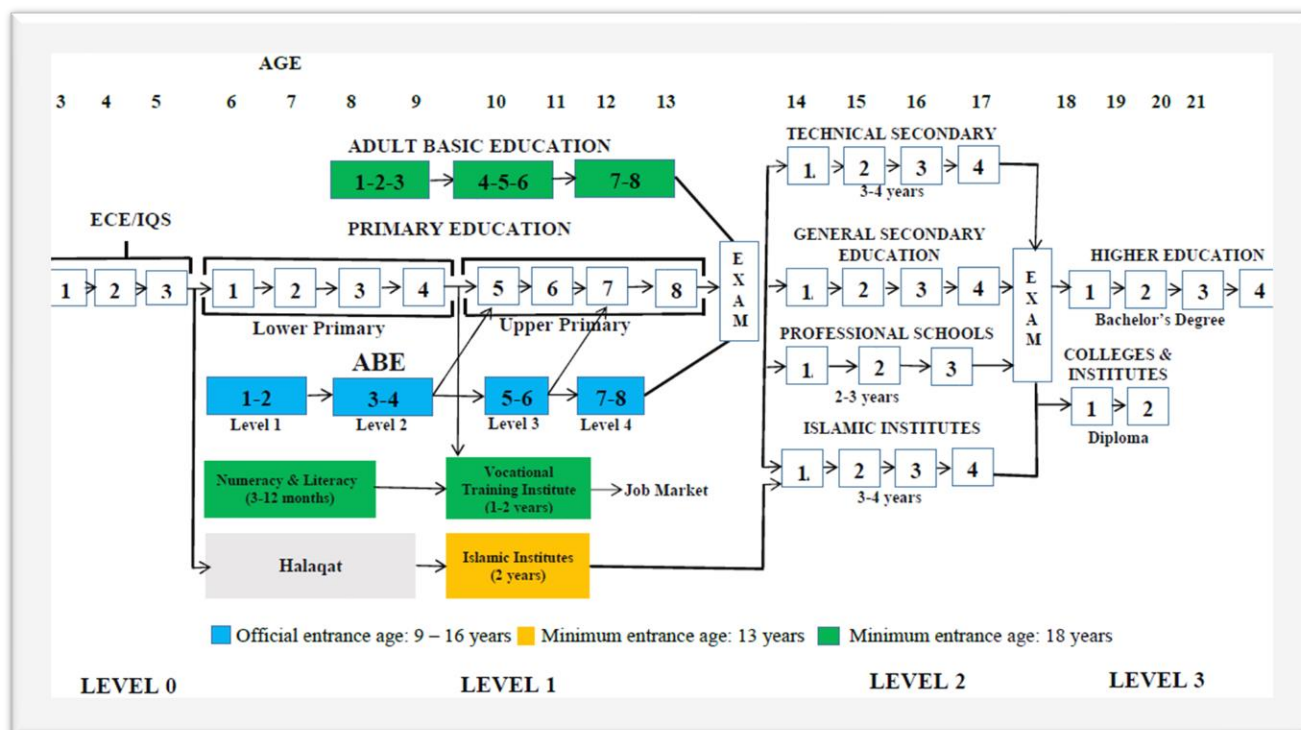 AGE
3 4 5 6 7 8 9 10 11 12 13 14 15 16 17 18 19 20 21
TECHNICAL SECONDARY
1. 2 3 4
3-4 years
ADULT BASIC EDUCATION
1-2-3 4-5-6 7-8
ECE/IQS
1 2 3
PRIMARY EDUCATION
1 2 3 4 5 6 7 8
Lower Primary Upper Primary
EXAM
GENERAL SECONDARY
EDUCATION
1. 2 3 4
EXAM
HIGHER EDUCATION
1 2 3 4
Bachelor's Degree
PROFESSIONAL SCHOOLS
1. 2 3
2-3 years
COLLEGES &
INSTITUTES
1 2
Diploma
ABE
1-2 3-4 5-6 7-8
Level 1 Level 2 Level 3 Level 4
ISLAMIC INSTITUTES
1. 2 3 4
3-4 years
Numeracy & Literacy
(3-12 months)
Vocational
Training Institute
(1-2 years)
Job Market
Halaqat
Islamic Institutes
(2 years)
Official entrance age: 9 – 16 years Minimum entrance age: 13 years Minimum entrance age: 18 years
LEVEL 0 LEVEL 1 LEVEL 2 LEVEL 3